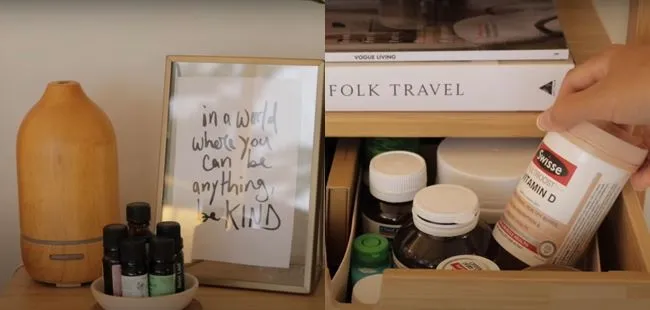 in a world
where you
can be
anything,
be KIND
VOGUE LIVING
FOLK TRAVEL
Swisse
VITAMIN D